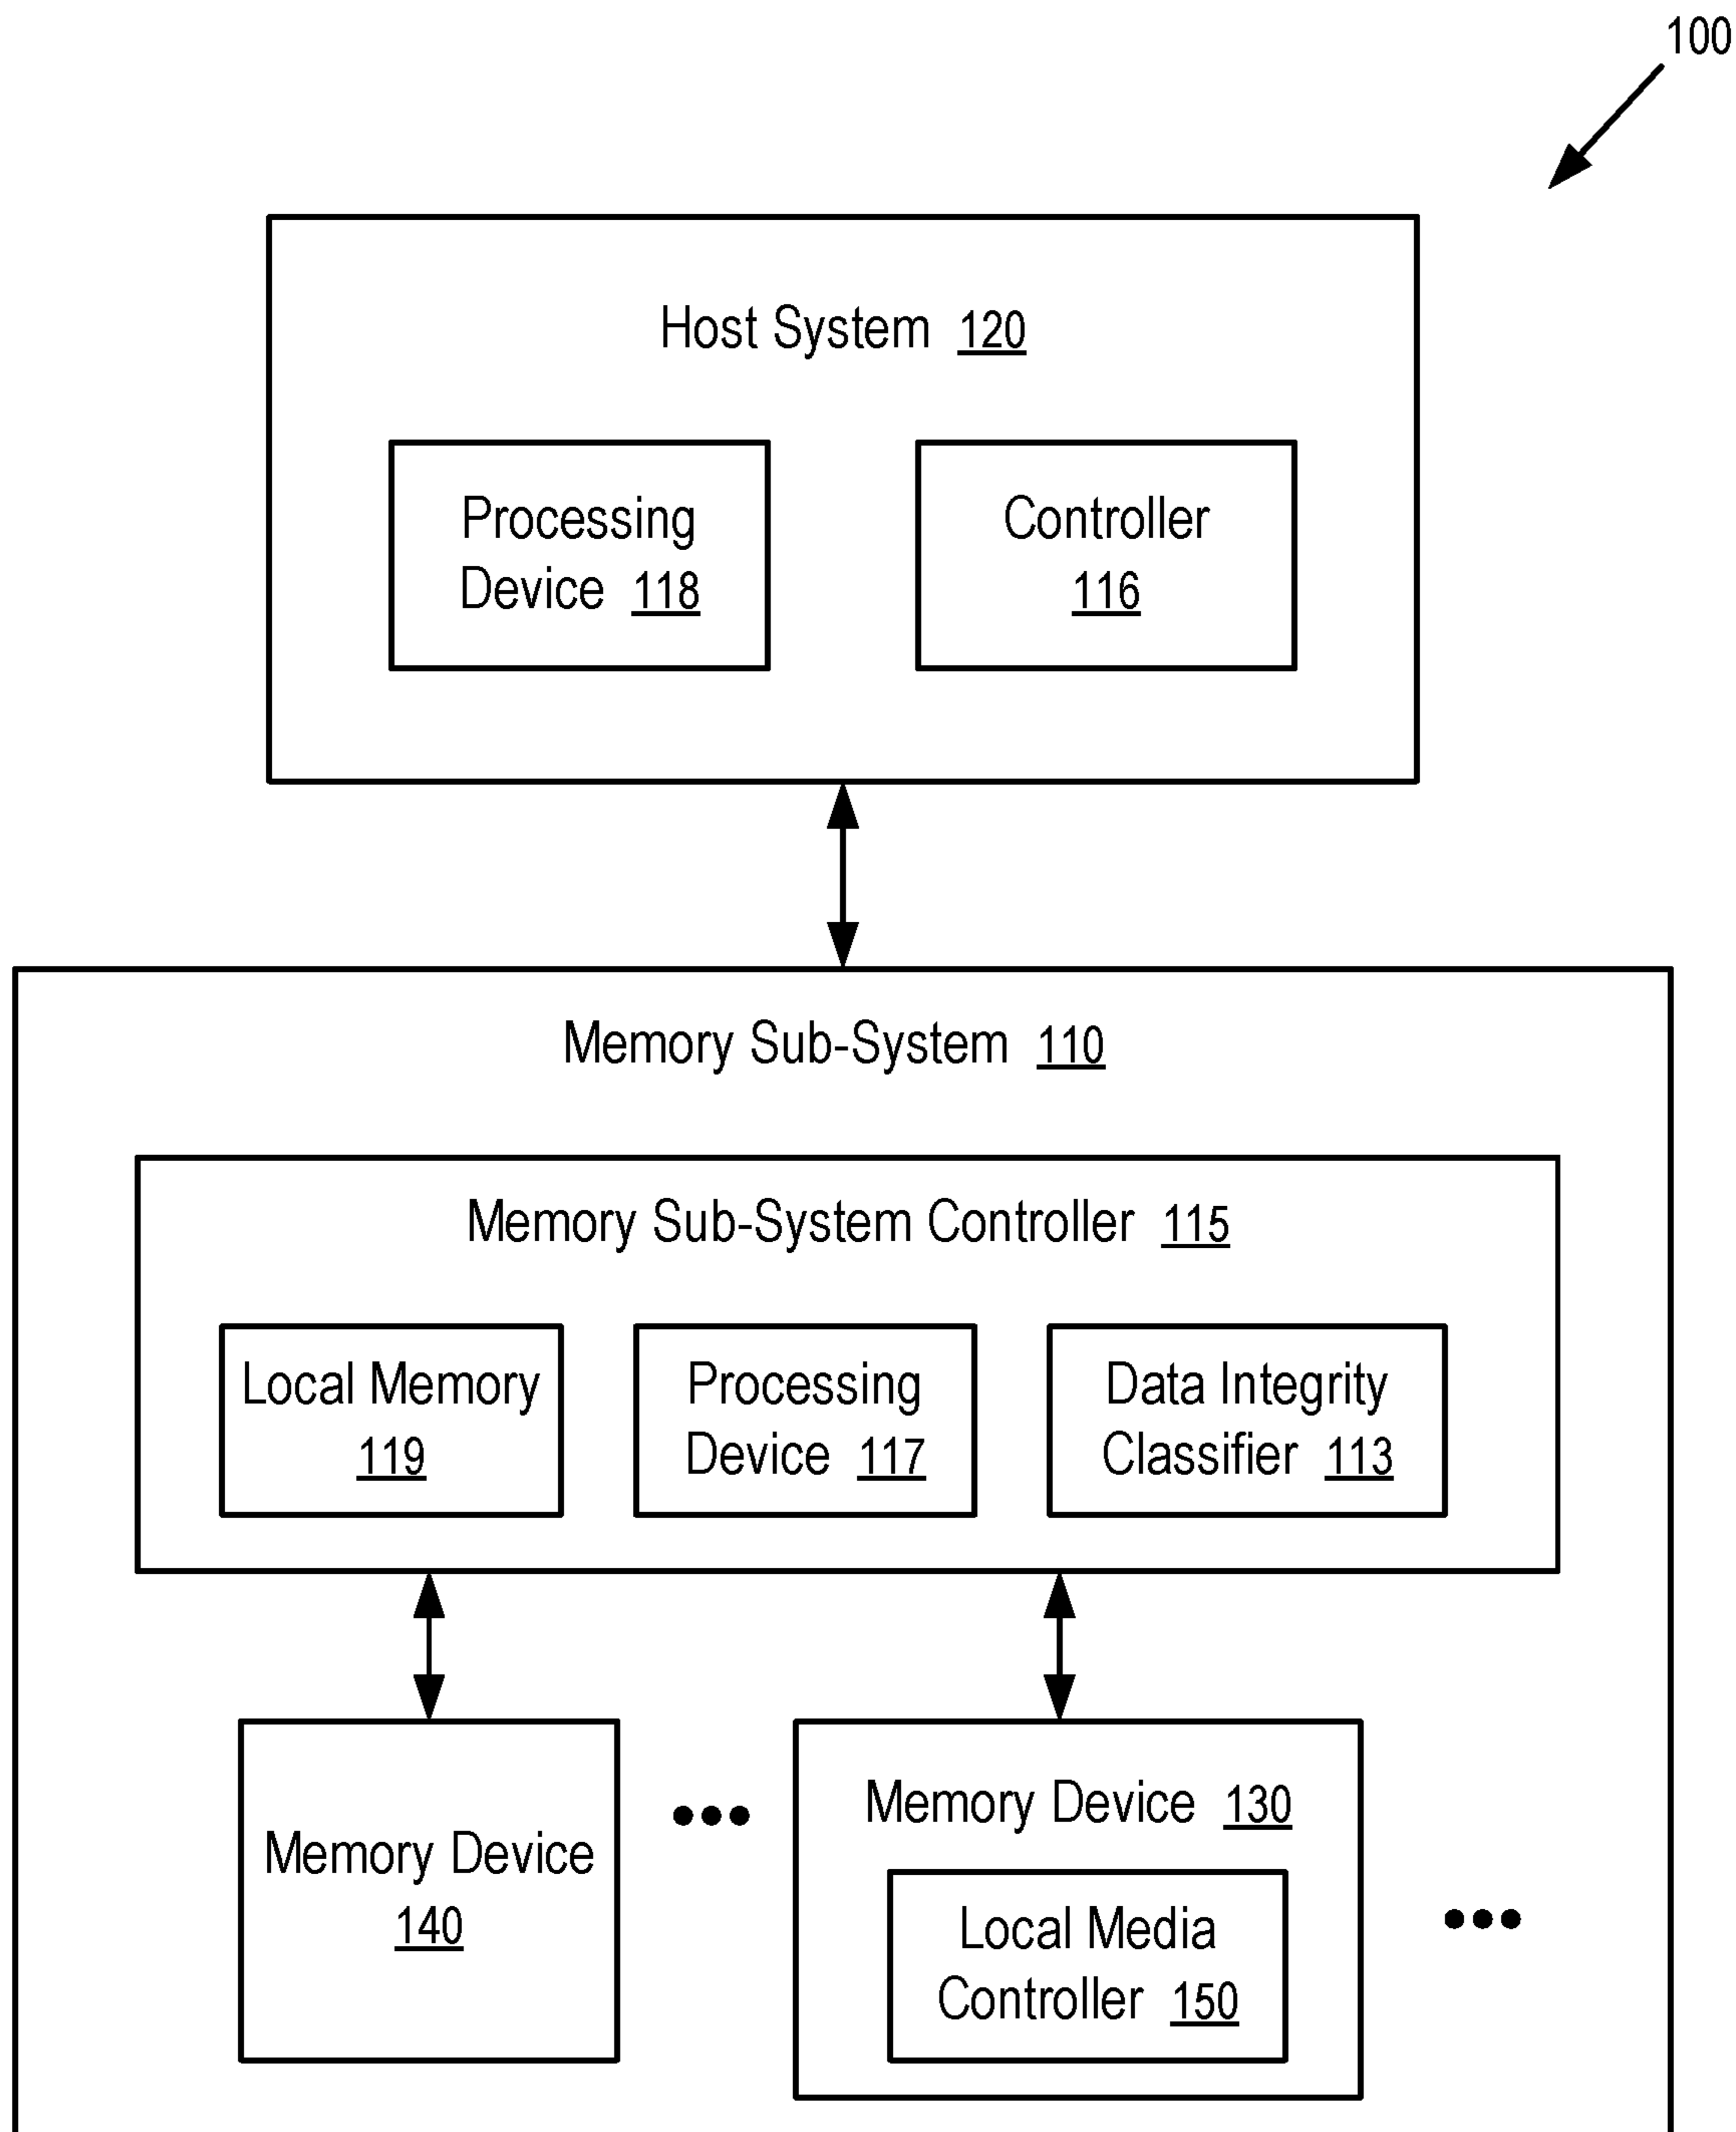 100
Host System 120
Processing
Device 118
Controller
116
Memory Sub-System 110
Memory Sub-System Controller 115
Local Memory
119
Processing
Device 117
Data Integrity
Classifier 113
Memory Device
140
Memory Device 130
Local Media
Controller 150